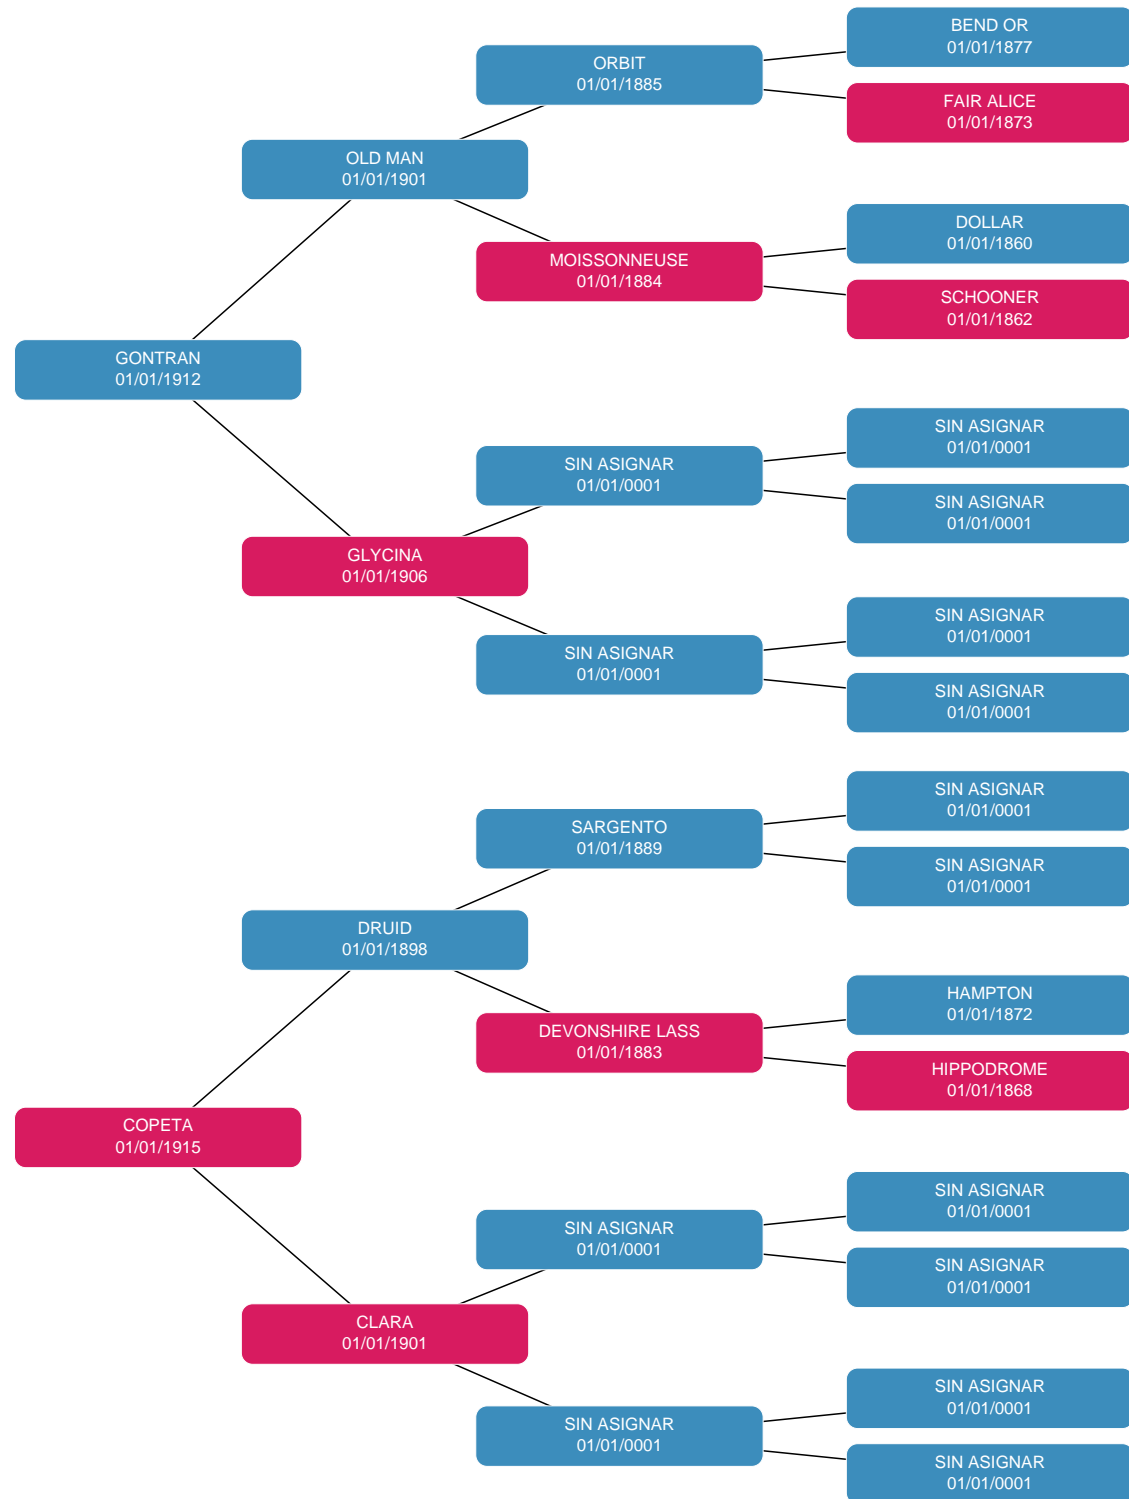 BEND OR
01/01/1877
ORBIT
01/01/1885
FAIR ALICE
01/01/1873
OLD MAN
01/01/1901
DOLLAR
01/01/1860
MOISSONNEUSE
01/01/1884
SCHOONER
01/01/1862
GONTRAN
01/01/1912
SIN ASIGNAR
01/01/0001
SIN ASIGNAR
01/01/0001
SIN ASIGNAR
01/01/0001
GLYCINA
01/01/1906
SIN ASIGNAR
01/01/0001
SIN ASIGNAR
01/01/0001
SIN ASIGNAR
01/01/0001
SIN ASIGNAR
01/01/0001
SARGENTO
01/01/1889
SIN ASIGNAR
01/01/0001
DRUID
01/01/1898
HAMPTON
01/01/1872
DEVONSHIRE LASS
01/01/1883
HIPPODROME
01/01/1868
COPETA
01/01/1915
SIN ASIGNAR
01/01/0001
SIN ASIGNAR
01/01/0001
SIN ASIGNAR
01/01/0001
CLARA
01/01/1901
SIN ASIGNAR
01/01/0001
SIN ASIGNAR
01/01/0001
SIN ASIGNAR
01/01/0001